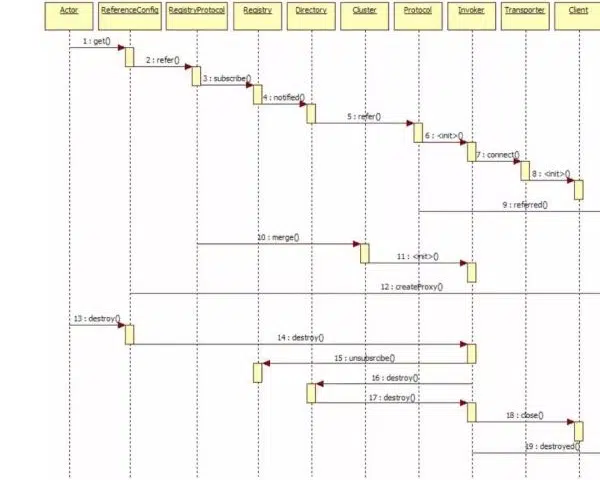 Actor ReferenceConfig RegistryProtocol Registry Directory Cluster Protocol Invoker Transporter Client
1 : get()
2 : refer()
3 : subscribe()
4 : notified()
5 : refer()
6 : <init>()
7 : connect()
8 : <init>()
9 : referred()
10 : merge()
11 : <init>()
12 : createProxy()
13 : destroy()
14 : destroy()
15 : unsubsrcibe()
16 : destroy()
17 : destroy()
18 : close()
19 : destroyed()